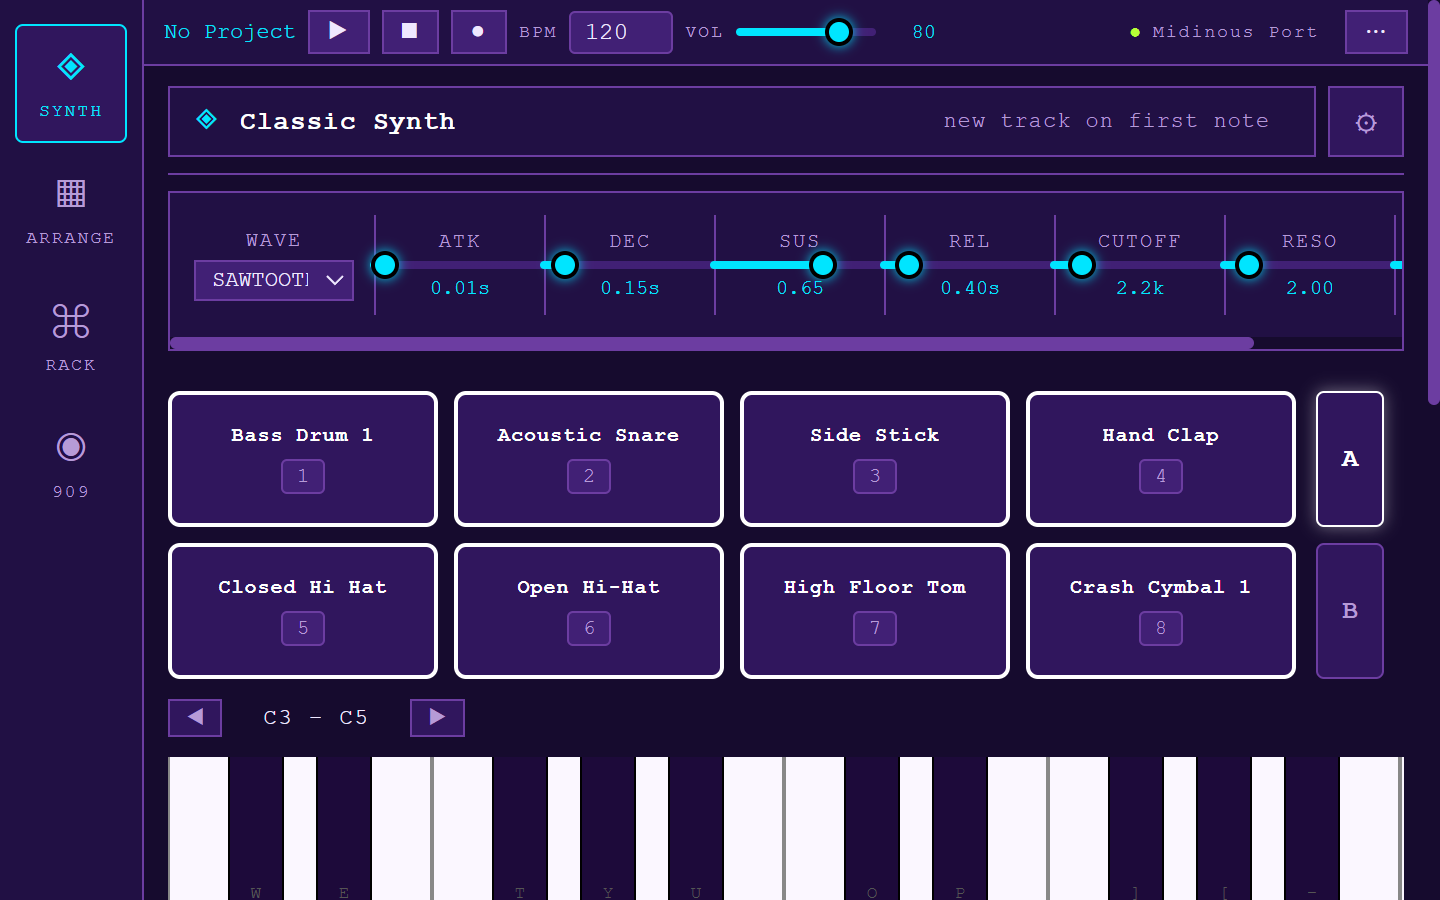 No Project
BPM 120 VOL 80
Midinous Port
...
SYNTH
ARRANGE
RACK
909
Classic Synth
new track on first note
WAVE ATK DEC SUS REL CUTOFF RESO
0.01s 0.15s 0.65 0.40s 2.2k 2.00
Bass Drum 1
1
Acoustic Snare
2
Side Stick
3
Hand Clap
4
A
Closed Hi Hat
5
Open Hi-Hat
6
High Floor Tom
7
Crash Cymbal 1
8
B
C3 – C5
W E T Y U O P ] [ –